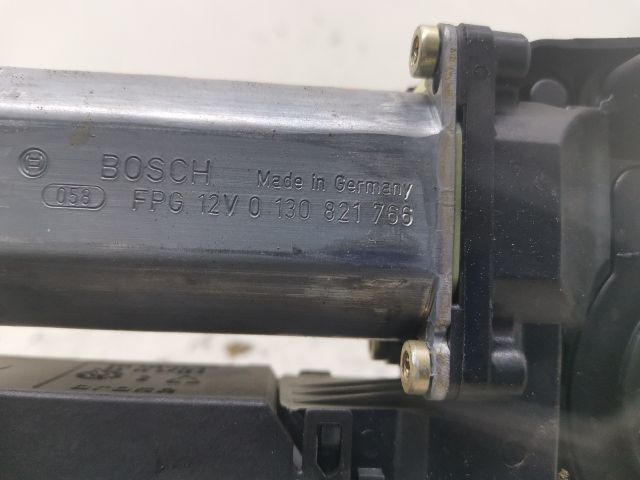 BOSCH Made in Germany
058 FPG 12V 0 130 821 766